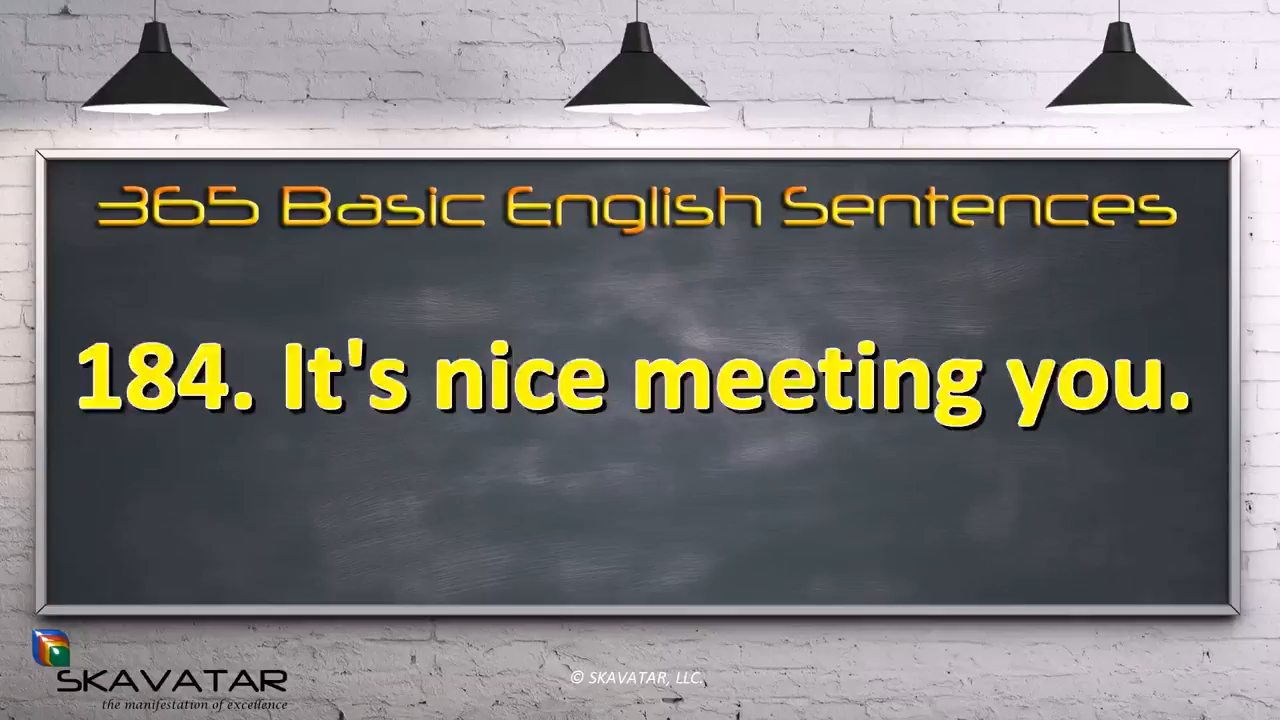 365 Basic English Sentences
184. It's nice meeting you.
SKAVATAR
the manifestation of excellence
© SKAVATAR, LLC.